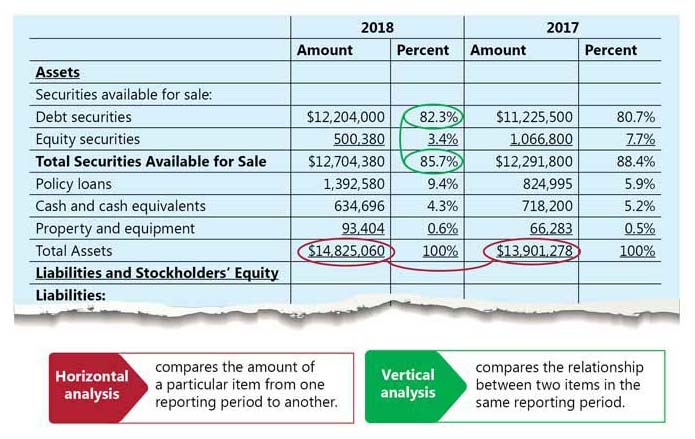 2018 2017
Amount Percent Amount Percent
Assets
Securities available for sale:
Debt securities $12,204,000 82.3% $11,225,500 80.7%
Equity securities 500,380 3.4% 1,066,800 7.7%
Total Securities Available for Sale $12,704,380 85.7% $12,291,800 88.4%
Policy loans 1,392,580 9.4% 824,995 5.9%
Cash and cash equivalents 634,696 4.3% 718,200 5.2%
Property and equipment 93,404 0.6% 66,283 0.5%
Total Assets $14,825,060 100% $13,901,278 100%
Liabilities and Stockholders' Equity
Liabilities:
Horizontal analysis
compares the amount of
a particular item from one
reporting period to another.
Vertical analysis
compares the relationship
between two items in the
same reporting period.